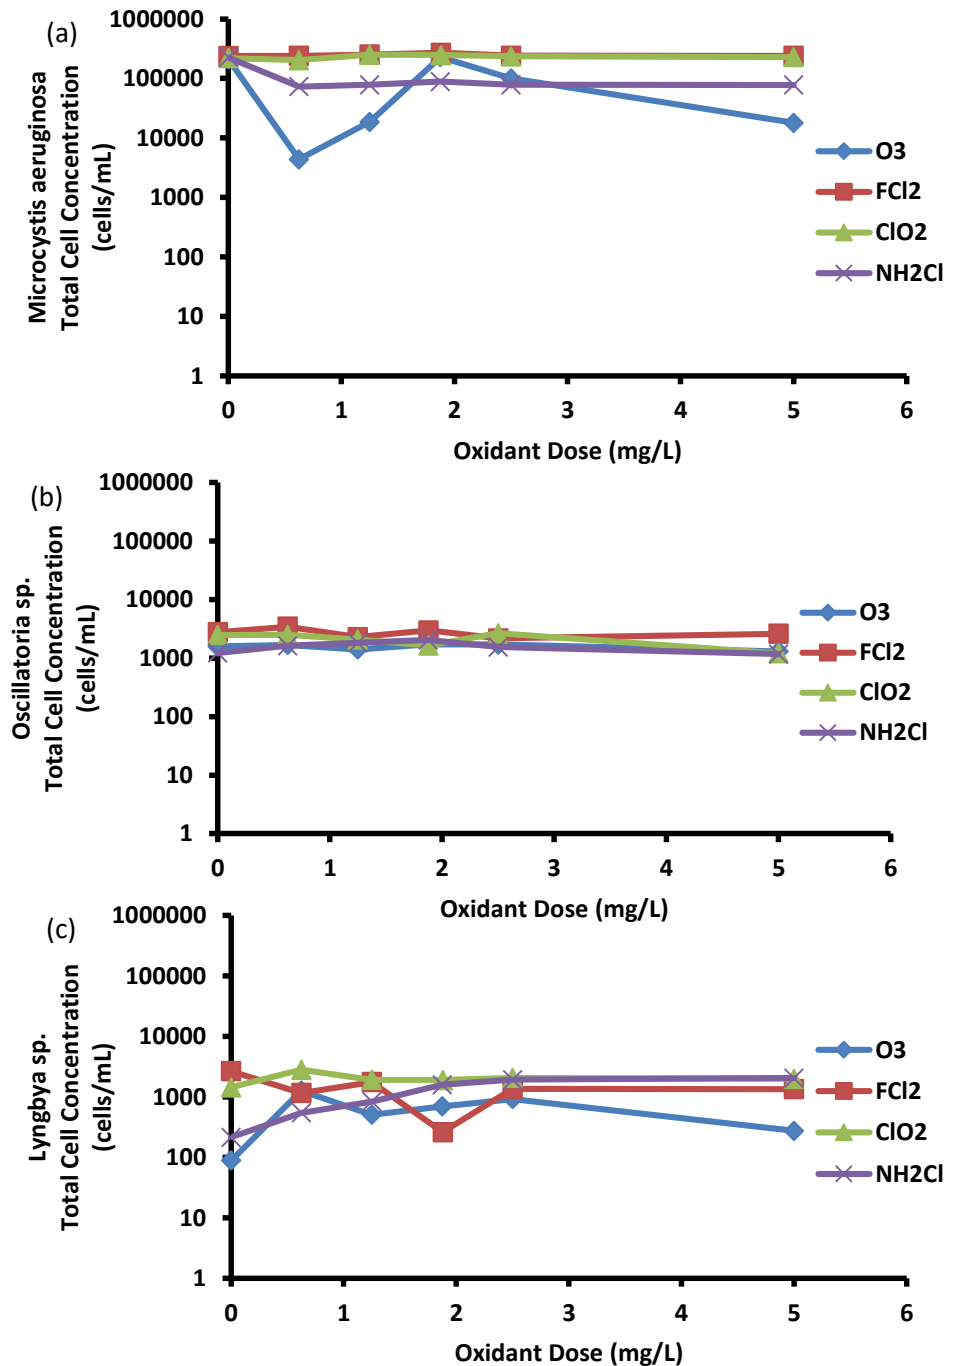 (a)
Microcystis aeruginosa
Total Cell Concentration
(cells/mL)
1000000
100000
10000
1000
100
10
1
0 1 2 3 4 5 6
Oxidant Dose (mg/L)
O3
FCl2
ClO2
NH2Cl
(b)
Oscillatoria sp.
Total Cell Concentration
(cells/mL)
1000000
100000
10000
1000
100
10
1
0 1 2 3 4 5 6
Oxidant Dose (mg/L)
O3
FCl2
ClO2
NH2Cl
(c)
Lyngbya sp.
Total Cell Concentration
(cells/mL)
1000000
100000
10000
1000
100
10
1
0 1 2 3 4 5 6
Oxidant Dose (mg/L)
O3
FCl2
ClO2
NH2Cl